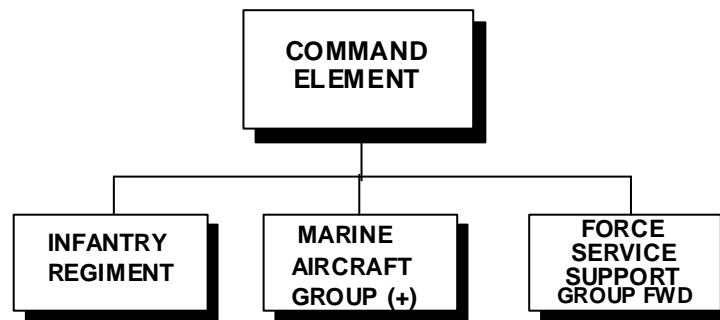 COMMAND
ELEMENT
INFANTRY
REGIMENT
MARINE
AIRCRAFT
GROUP (+)
FORCE
SERVICE
SUPPORT
GROUP FWD